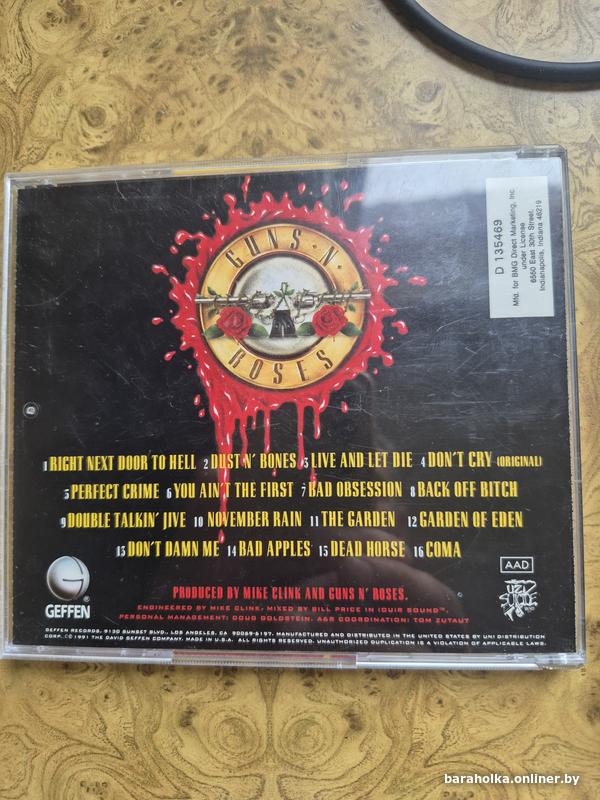 GUNS N' ROSES
D 135469
Mfd. for BMG Direct Marketing, Inc.
under License
6550 East 30th Street,
Indianapolis, Indiana 46219
1 RIGHT NEXT DOOR TO HELL 2 DUST N' BONES 3 LIVE AND LET DIE 4 DON'T CRY (ORIGINAL)
5 PERFECT CRIME 6 YOU AIN'T THE FIRST 7 BAD OBSESSION 8 BACK OFF BITCH
9 DOUBLE TALKIN' JIVE 10 NOVEMBER RAIN 11 THE GARDEN 12 GARDEN OF EDEN
13 DON'T DAMN ME 14 BAD APPLES 15 DEAD HORSE 16 COMA
AAD
GEFFEN
PRODUCED BY MIKE CLINK AND GUNS N' ROSES.
ENGINEERED BY MIKE CLINK. MIXED BY BILL PRICE IN (OUIR SOUND™.
PERSONAL MANAGEMENT: DOUG GOLDSTEIN. A&R COORDINATION: TOM ZUTAUT
GEFFEN RECORDS, 9130 SUNSET BLVD., LOS ANGELES, CA 90069-6197. MANUFACTURED AND DISTRIBUTED IN THE UNITED STATES BY UNI DISTRIBUTION
CORP. ℗© 1991 THE DAVID GEFFEN COMPANY. MADE IN U.S.A. ALL RIGHTS RESERVED. UNAUTHORIZED DUPLICATION IS A VIOLATION OF APPLICABLE LAWS.
baraholka.onliner.by